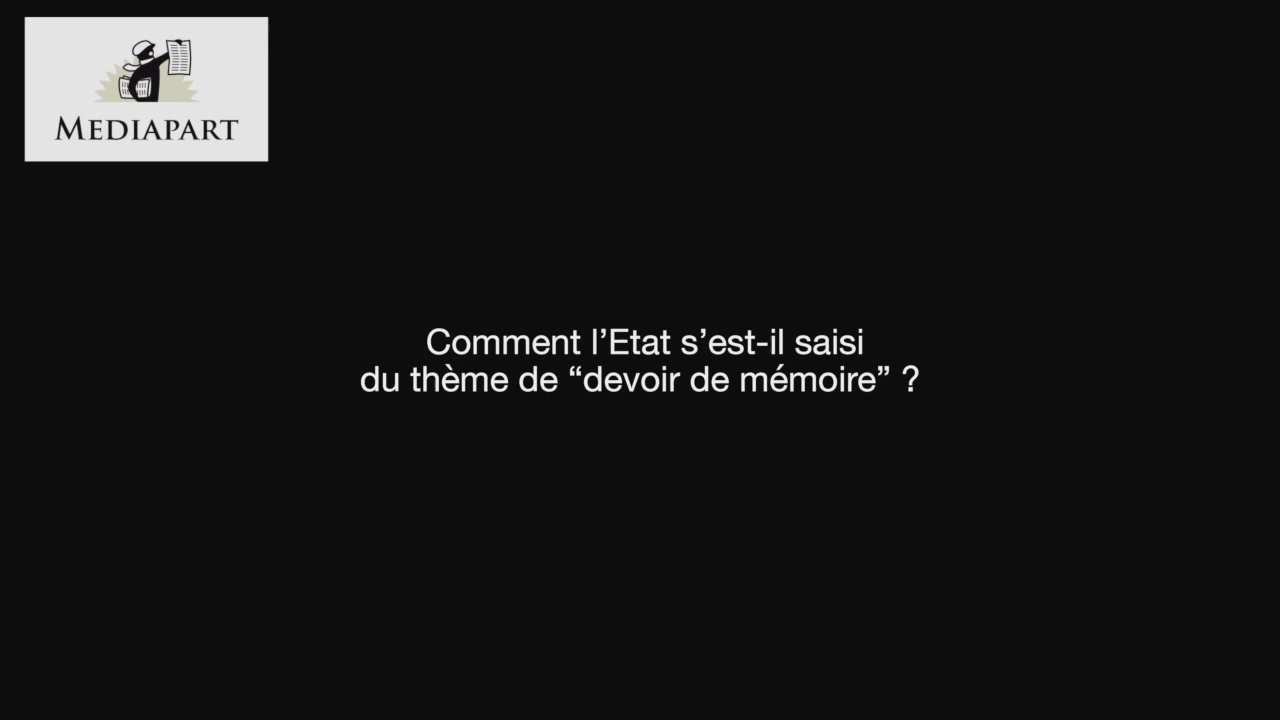 MEDIAPART
Comment l’Etat s’est-il saisi
du thème de “devoir de mémoire” ?